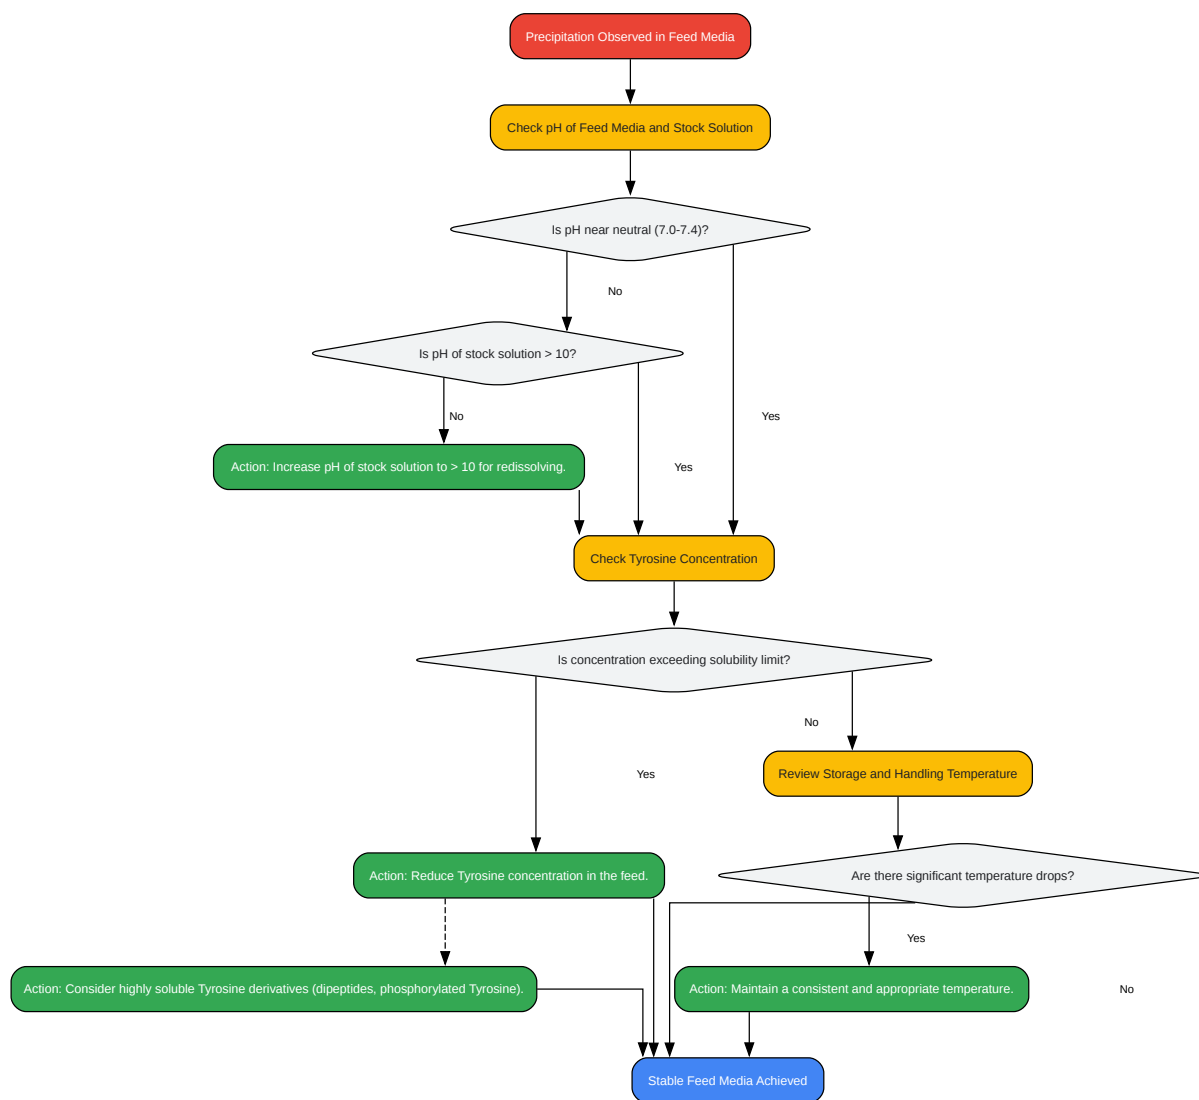 Precipitation Observed in Feed Media
Check pH of Feed Media and Stock Solution
Is pH near neutral (7.0-7.4)?
No
Is pH of stock solution > 10?
No
Yes
Action: Increase pH of stock solution to > 10 for redissolving.
Yes
Check Tyrosine Concentration
Is concentration exceeding solubility limit?
No
Yes
Review Storage and Handling Temperature
Action: Reduce Tyrosine concentration in the feed.
Are there significant temperature drops?
Yes
Action: Consider highly soluble Tyrosine derivatives (dipeptides, phosphorylated Tyrosine).
Action: Maintain a consistent and appropriate temperature.
No
Stable Feed Media Achieved